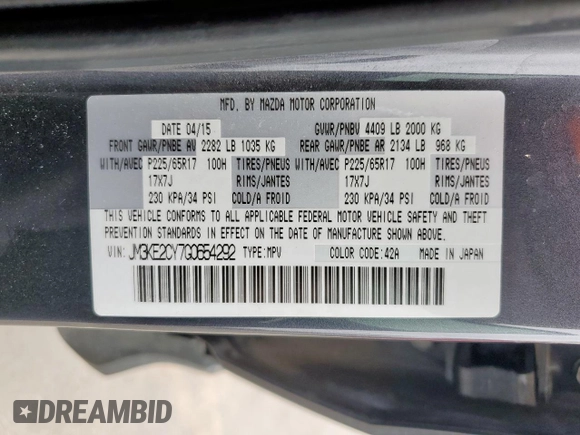 MFD. BY MAZDA MOTOR CORPORATION
DATE 04/15 GVWR/PNBV 4409 LB 2000 KG
FRONT GAWR/PNBE AV 2282 LB 1035 KG REAR GAWR/PNBE AR 2134 LB 968 KG
WITH/AVEC P225/65R17 100H TIRES/PNEUS WITH/AVEC P225/65R17 100H TIRES/PNEUS
17X7J RIMS/JANTES 17X7J RIMS/JANTES
230 KPA/34 PSI COLD/A FROID 230 KPA/34 PSI COLD/A FROID
THIS VEHICLE CONFORMS TO ALL APPLICABLE FEDERAL MOTOR VEHICLE SAFETY AND THEFT
PREVENTION STANDARDS IN EFFECT ON THE DATE OF MANUFACTURE SHOWN ABOVE.
VIN: JM3KE2CY7G0654292 TYPE:MPV COLOR CODE:42A MADE IN JAPAN
DREAMBID